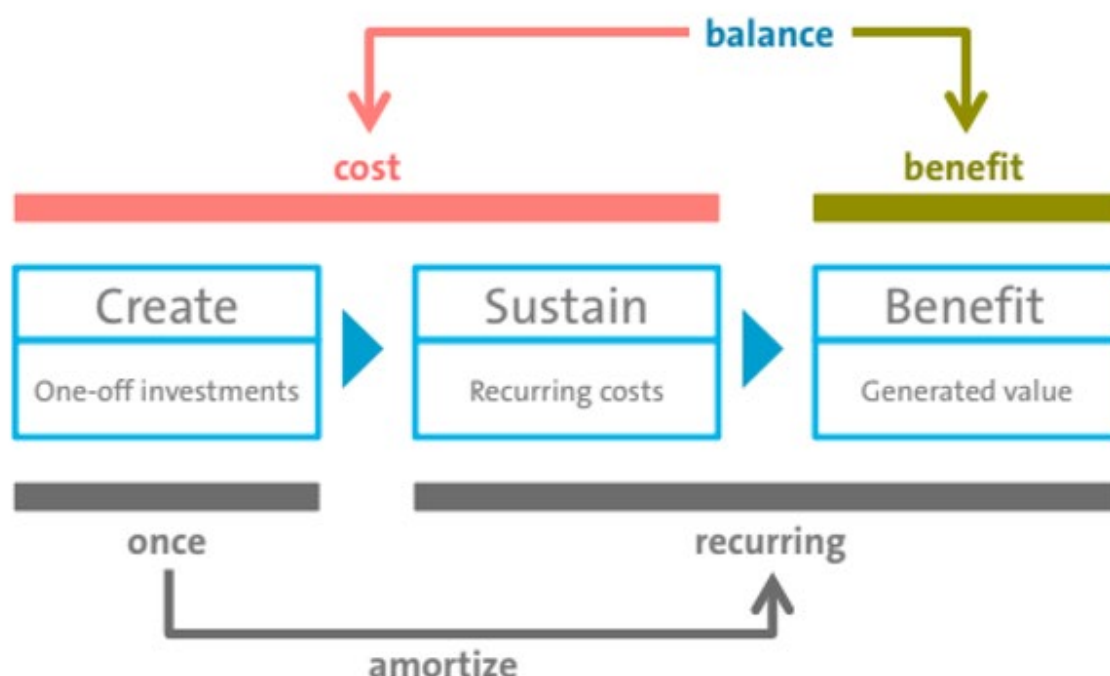 balance
cost
benefit
Create
Sustain
Benefit
One-off investments
Recurring costs
Generated value
once
recurring
amortize